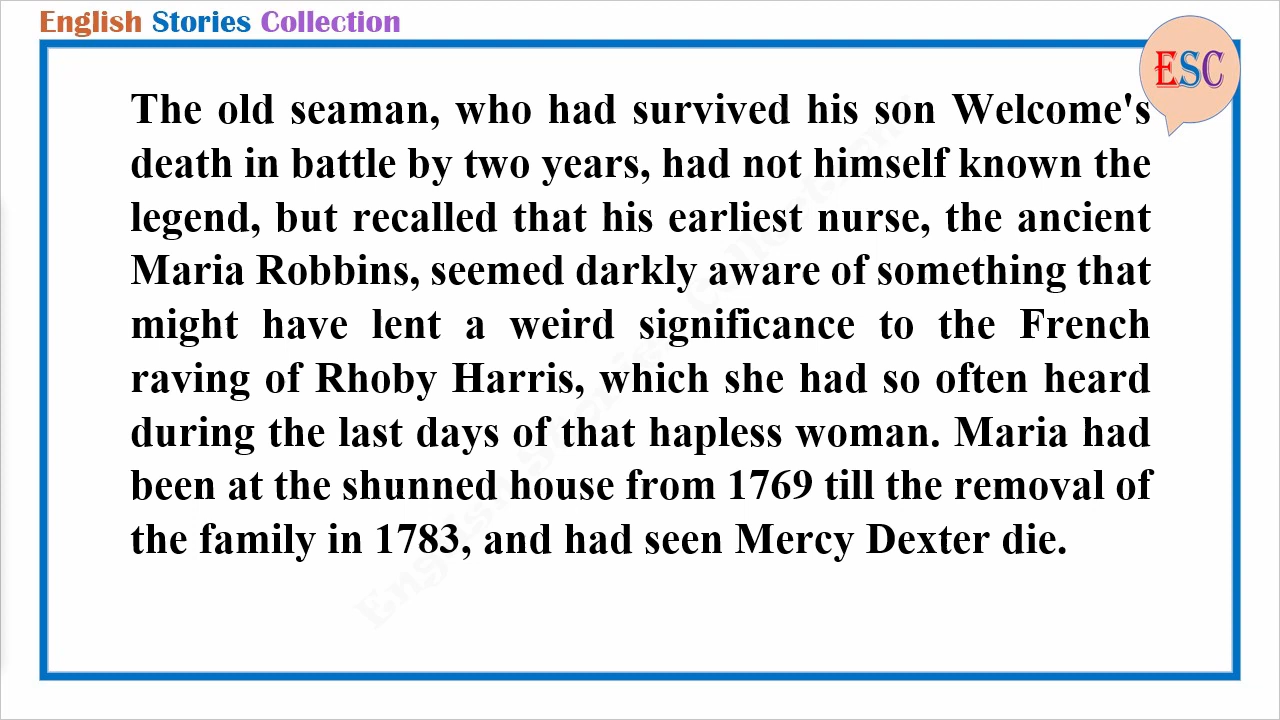 English Stories Collection
ESC
The old seaman, who had survived his son Welcome's
death in battle by two years, had not himself known the
legend, but recalled that his earliest nurse, the ancient
Maria Robbins, seemed darkly aware of something that
might have lent a weird significance to the French
raving of Rhoby Harris, which she had so often heard
during the last days of that hapless woman. Maria had
been at the shunned house from 1769 till the removal of
the family in 1783, and had seen Mercy Dexter die.
English Stories Collection